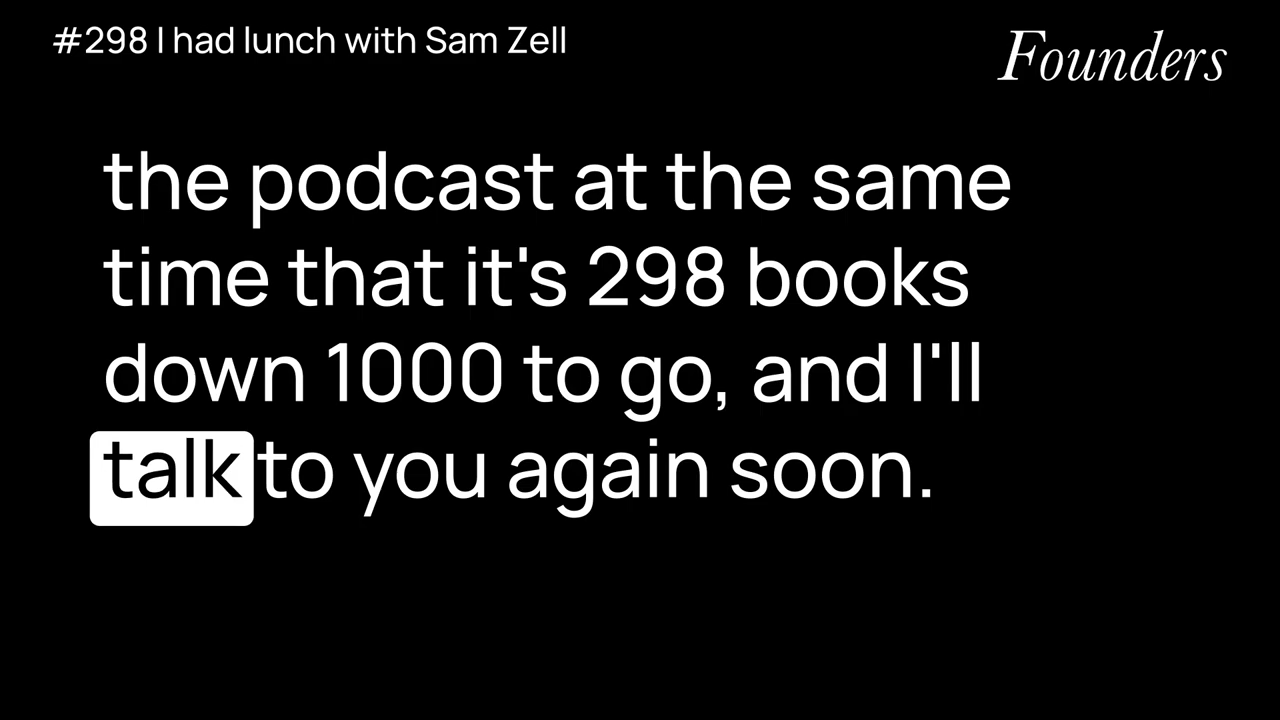 #298 I had lunch with Sam Zell
Founders
the podcast at the same
time that it's 298 books
down 1000 to go, and I'll
talk to you again soon.